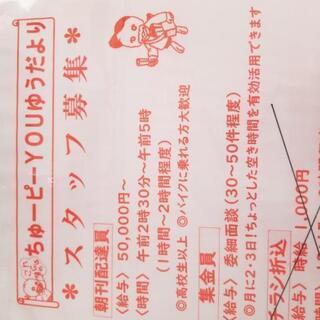 ちゅーピーYOUゆうだより
*スタッフ募集*
朝刊配達員
〈給与〉50,000円〜
〈時間〉午前2時30分〜午前5時
(1時間〜2時間程度)
◎高校生以上 ◎バイクに乗れる方大歓迎
集金員
給与〉委細面談(30〜50件程度)
◎月に2・3日!ちょっとした空き時間を有効活用できます
ラシ折込
給与〉時給 1,000円